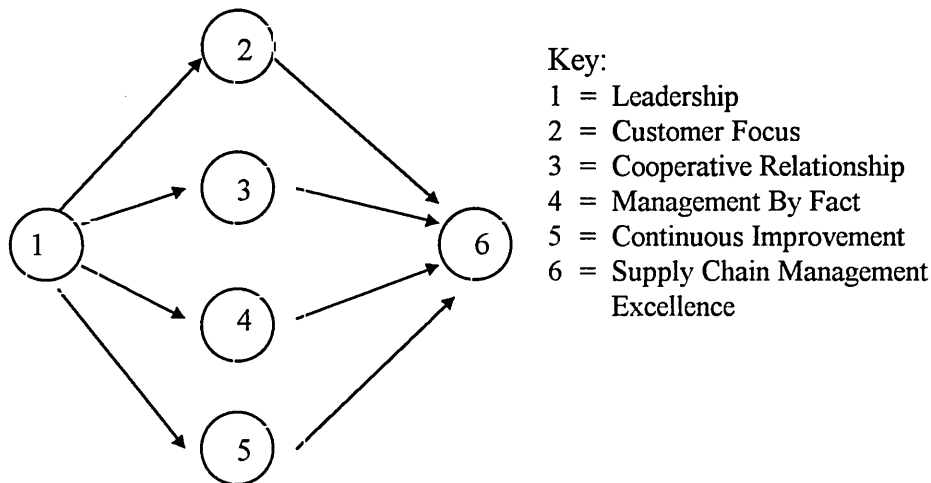 2
3
1
6
4
5
Key:
1 = Leadership
2 = Customer Focus
3 = Cooperative Relationship
4 = Management By Fact
5 = Continuous Improvement
6 = Supply Chain Management
Excellence